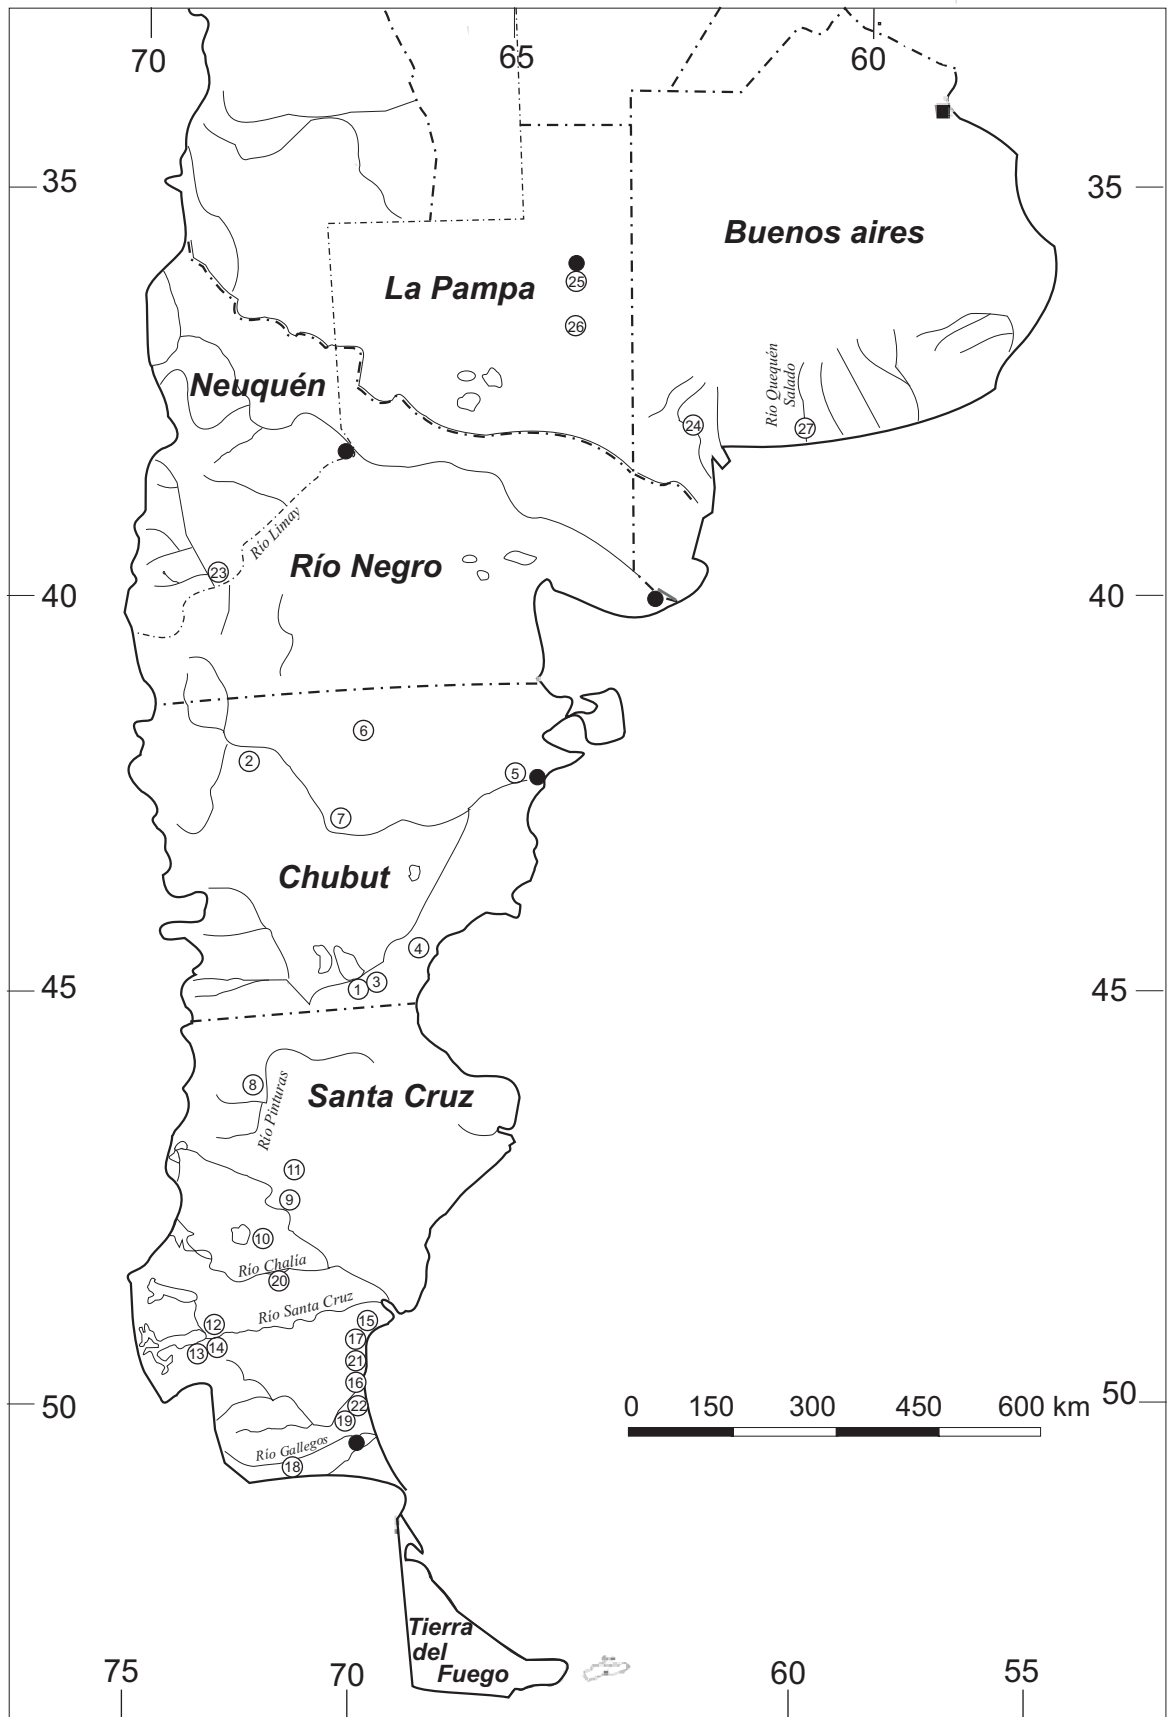 70
65
60
35
35
Buenos aires
La Pampa
25
26
Neuquén
Río Quequén
Salado
24
27
Río Limay
Río Negro
23
40
40
6
2
5
7
Chubut
4
45
3
1
45
8
Río Pinturas
Santa Cruz
11
9
10
Río Chalía
20
Río Santa Cruz
12
15
13
14
17
21
16
50
22
19
0 150 300 450 600 km
50
Río Gallegos
18
Tierra
del
Fuego
75
70
60
55